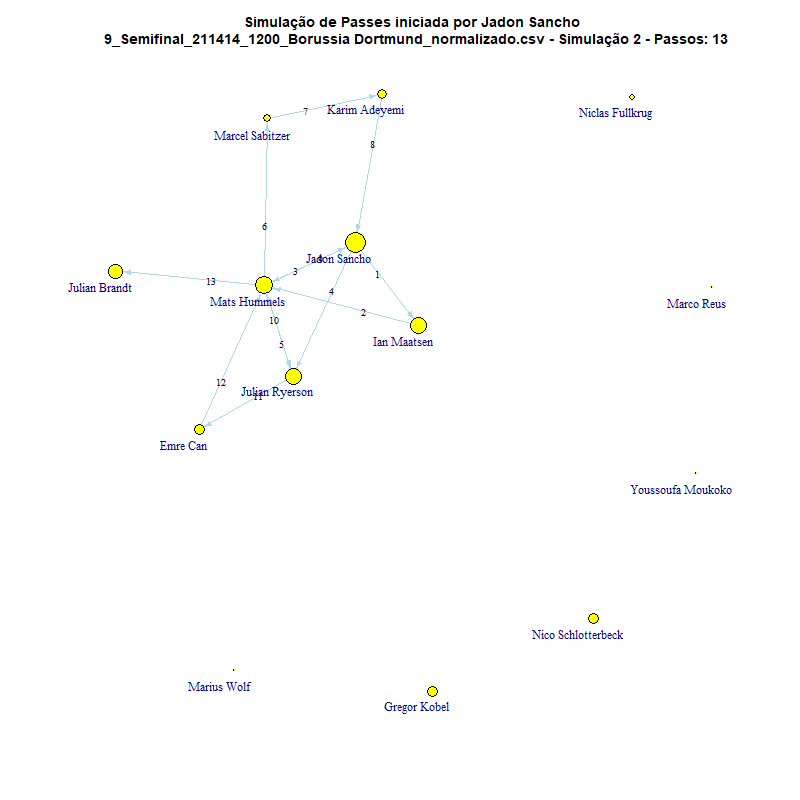 Simulação de Passes iniciada por Jadon Sancho
9_Semifinal_211414_1200_Borussia Dortmund_normalizado.csv - Simulação 2 - Passos: 13
Karim Adeyemi
Niclas Fullkrug
7
Marcel Sabitzer
8
6
Jadon Sancho
3
1
Julian Brandt
13
Mats Hummels
4
Marco Reus
10
2
5
Ian Maatsen
12
Julian Ryerson
11
Emre Can
Youssoufa Moukoko
Nico Schlotterbeck
Marius Wolf
Gregor Kobel